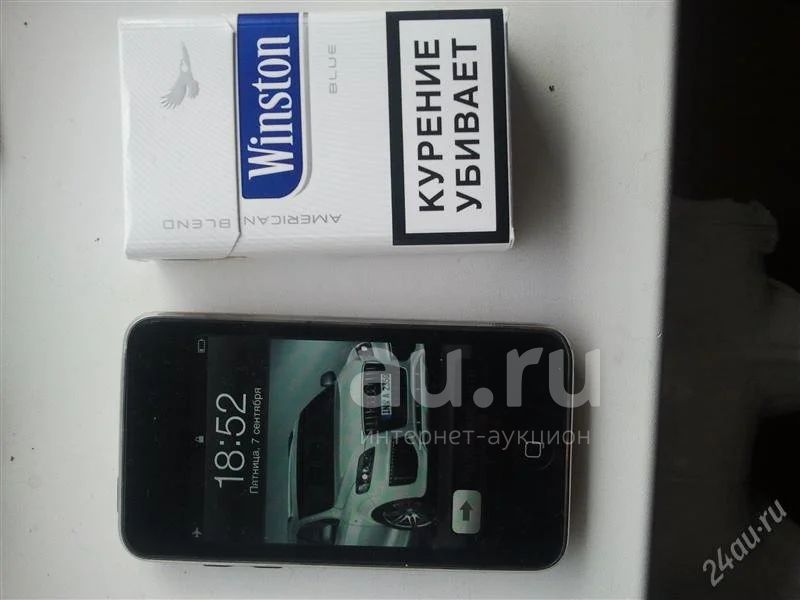 Winston
BLUE
AMERICAN BLEND
КУРЕНИЕ
УБИВАЕТ
18:52
Пятница, 7 сентября
au.ru
интернет-аукцион
24au.ru